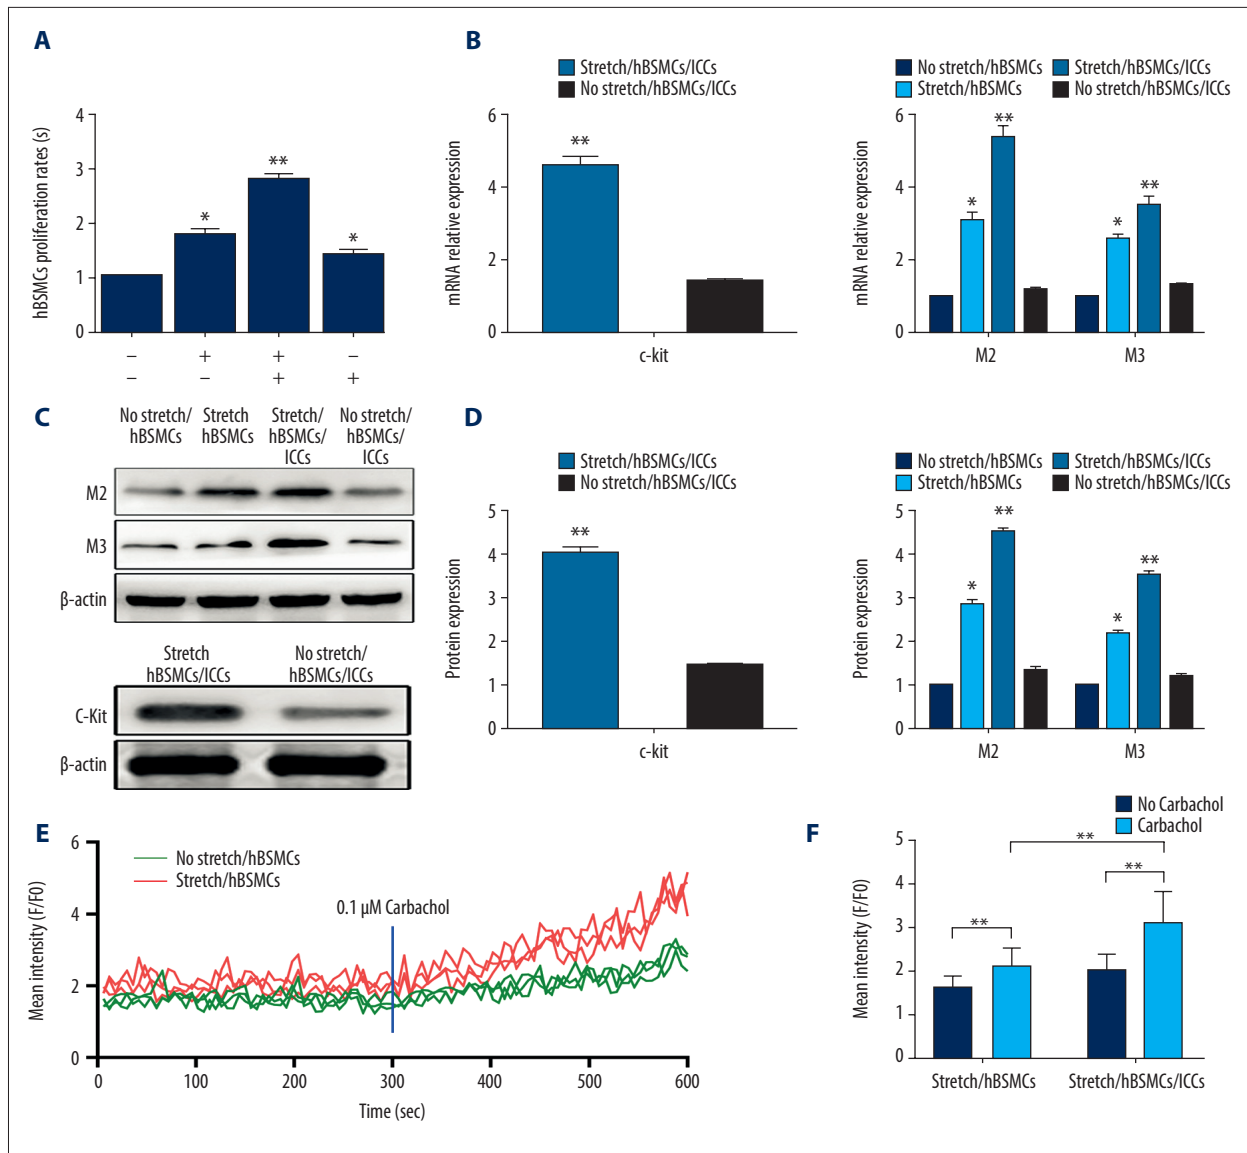 A
hBSMCs proliferation rates (s)
4
3
2
1
0
*
**
*
– + + –
– – + +
B
Stretch/hBSMCs/ICCs
No stretch/hBSMCs/ICCs
mRNA relative expression
6
4
2
0
**
c-kit
No stretch/hBSMCs
Stretch/hBSMCs
Stretch/hBSMCs/ICCs
No stretch/hBSMCs/ICCs
mRNA relative expression
6
4
2
0
*
**
*
**
M2
M3
C
No stretch/
hBSMCs
Stretch
hBSMCs
Stretch/
hBSMCs/
ICCs
No stretch/
hBSMCs/
ICCs
M2
M3
β-actin
Stretch
hBSMCs/ICCs
No stretch/
hBSMCs/ICCs
C-Kit
β-actin
D
Stretch/hBSMCs/ICCs
No stretch/hBSMCs/ICCs
Protein expression
5
4
3
2
1
0
**
c-kit
No stretch/hBSMCs
Stretch/hBSMCs
Stretch/hBSMCs/ICCs
No stretch/hBSMCs/ICCs
Protein expression
5
4
3
2
1
0
*
**
*
**
M2
M3
E
Mean intensity (F/F0)
6
4
2
0
No stretch/hBSMCs
Stretch/hBSMCs
0.1 µM Carbachol
0 100 200 300 400 500 600
Time (sec)
F
No Carbachol
Carbachol
Mean intensity (F/F0)
5
4
3
2
1
0
**
**
**
Stretch/hBSMCs
Stretch/hBSMCs/ICCs